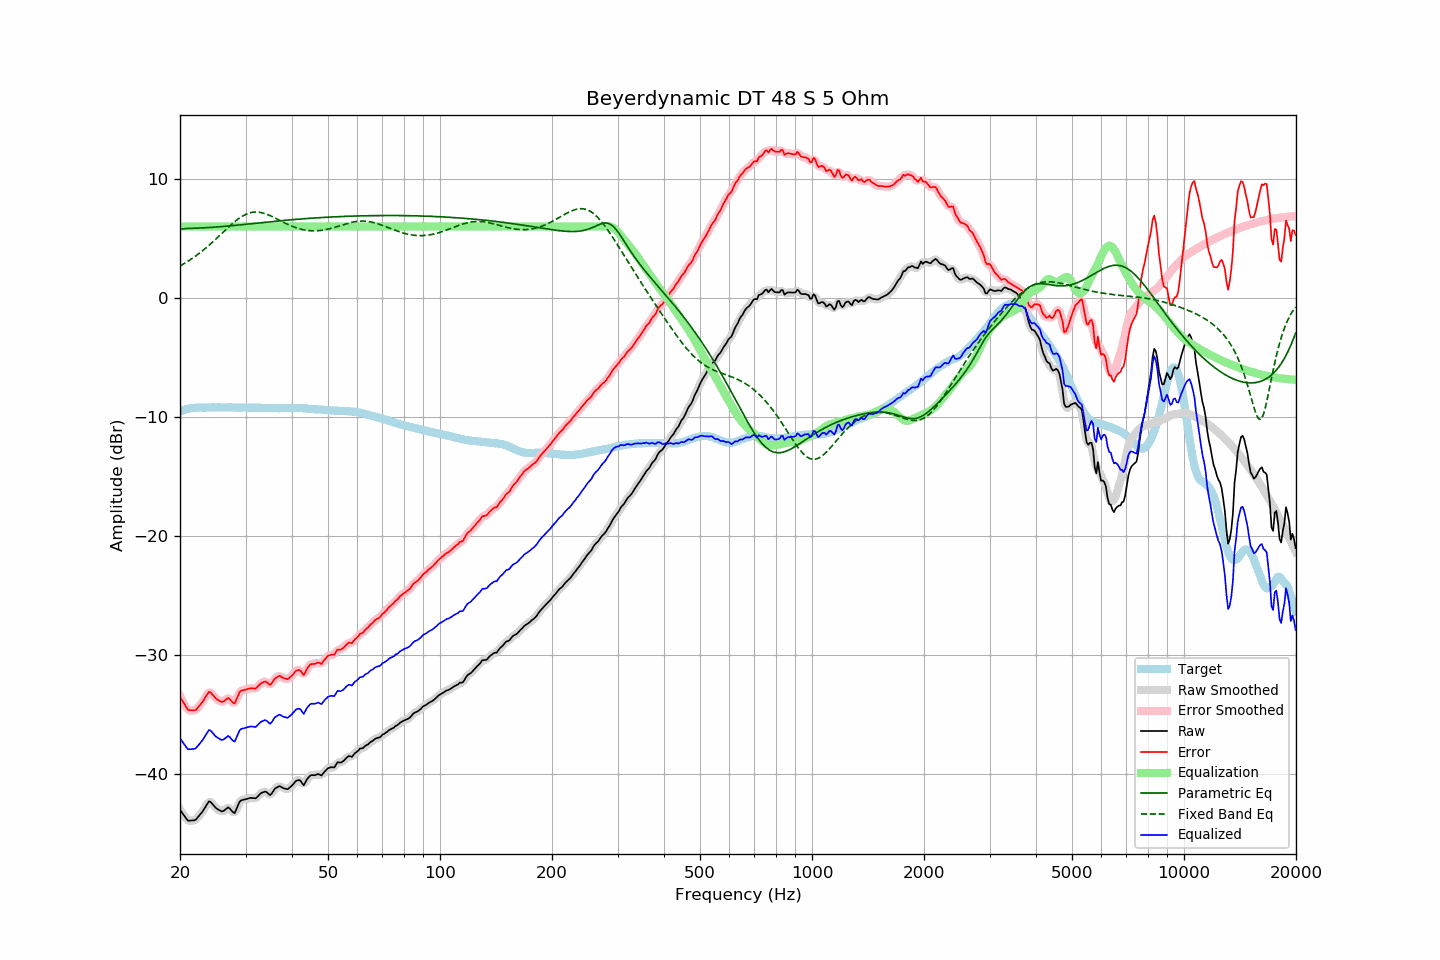 Beyerdynamic DT 48 S 5 Ohm
Amplitude (dBr)
10
0
−10
−20
−30
−40
20
50
100
200
500
1000
2000
5000
10000
20000
Frequency (Hz)
Target
Raw Smoothed
Error Smoothed
Raw
Error
Equalization
Parametric Eq
Fixed Band Eq
Equalized